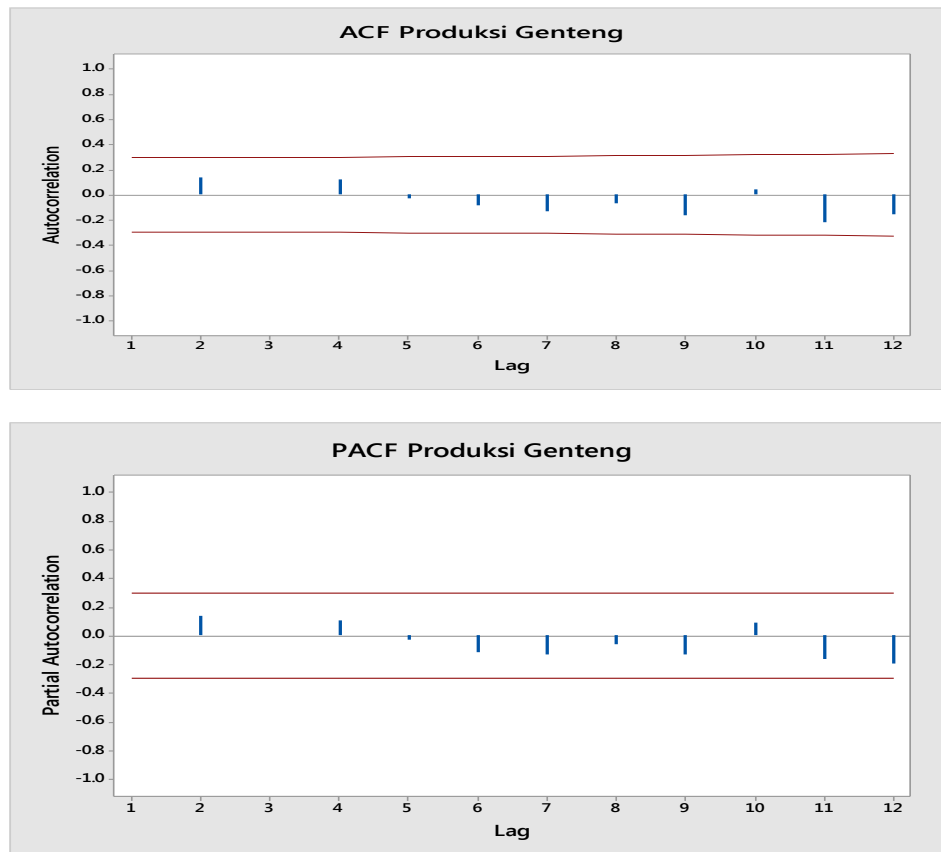 ACF Produksi Genteng
Autocorrelation
1.0
0.8
0.6
0.4
0.2
0.0
-0.2
-0.4
-0.6
-0.8
-1.0
1 2 3 4 5 6 7 8 9 10 11 12
Lag
PACF Produksi Genteng
Partial Autocorrelation
1.0
0.8
0.6
0.4
0.2
0.0
-0.2
-0.4
-0.6
-0.8
-1.0
1 2 3 4 5 6 7 8 9 10 11 12
Lag